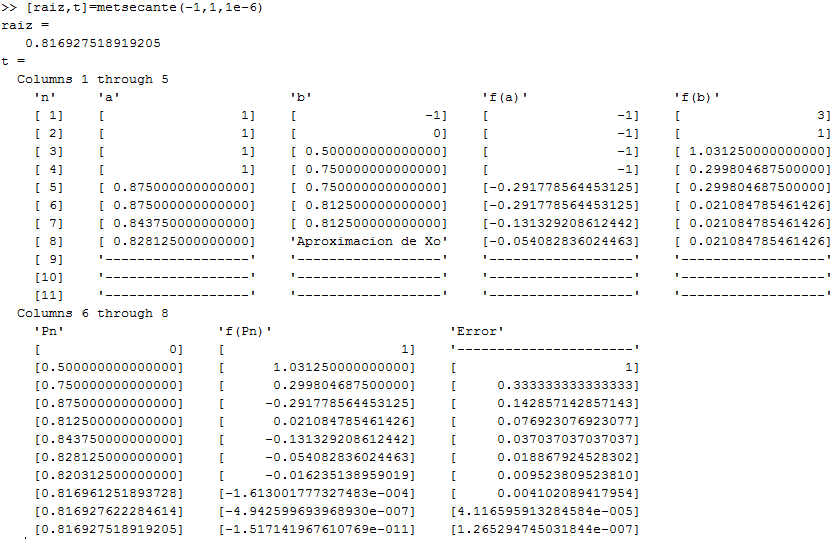 >> [raiz,t]=metsecante(-1,1,1e-6)
raiz =
0.816927518919205
t =
Columns 1 through 5
'n' 'a' 'b' 'f(a)' 'f(b)'
[ 1] [ 1] [ -1] [ -1] [ 3]
[ 2] [ 1] [ 0] [ -1] [ 1]
[ 3] [ 1] [ 0.500000000000000] [ -1] [ 1.031250000000000]
[ 4] [ 1] [ 0.750000000000000] [ -1] [ 0.299804687500000]
[ 5] [ 0.875000000000000] [ 0.750000000000000] [-0.291778564453125] [ 0.299804687500000]
[ 6] [ 0.875000000000000] [ 0.812500000000000] [-0.291778564453125] [ 0.021084785461426]
[ 7] [ 0.843750000000000] [ 0.812500000000000] [-0.131329208612442] [ 0.021084785461426]
[ 8] [ 0.828125000000000] 'Aproximacion de Xo' [-0.054082836024463] [ 0.021084785461426]
[ 9] '-----------------' '-----------------' '-----------------' '-----------------'
[10] '-----------------' '-----------------' '-----------------' '-----------------'
[11] '-----------------' '-----------------' '-----------------' '-----------------'
Columns 6 through 8
'Pn' 'f(Pn)' 'Error'
[ 0] [ 1] '----------------------'
[0.500000000000000] [ 1.031250000000000] [ 1]
[0.750000000000000] [ 0.299804687500000] [ 0.333333333333333]
[0.875000000000000] [ -0.291778564453125] [ 0.142857142857143]
[0.812500000000000] [ 0.021084785461426] [ 0.076923076923077]
[0.843750000000000] [ -0.131329208612442] [ 0.037037037037037]
[0.828125000000000] [ -0.054082836024463] [ 0.018867924528302]
[0.820312500000000] [ -0.016235138959019] [ 0.009523809523810]
[0.816961251893728] [-1.613001777327483e-004] [ 0.004102089417954]
[0.816927622284614] [-4.942599693968930e-007] [4.116595913284584e-005]
[0.816927518919205] [-1.517141967610769e-011] [1.265294745031844e-007]